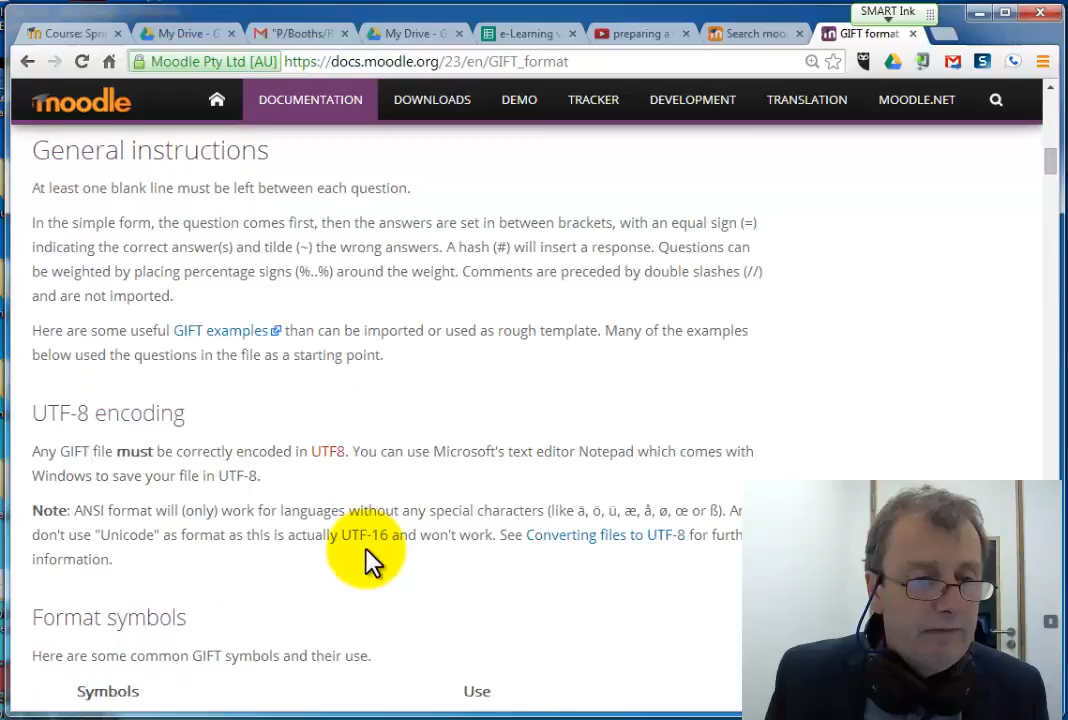 SMART Ink
Course: Spri
My Drive - G
"P/Booths/R
My Drive - G
e-Learning
preparing a
Search moo
GIFT format
Moodle Pty Ltd [AU]
https://docs.moodle.org/23/en/GIFT_format
moodle
DOCUMENTATION
DOWNLOADS
DEMO
TRACKER
DEVELOPMENT
TRANSLATION
MOODLE.NET
General instructions
At least one blank line must be left between each question.
In the simple form, the question comes first, then the answers are set in between brackets, with an equal sign (=)
indicating the correct answer(s) and tilde (~) the wrong answers. A hash (#) will insert a response. Questions can
be weighted by placing percentage signs (%..%) around the weight. Comments are preceded by double slashes (//)
and are not imported.
Here are some useful GIFT examples than can be imported or used as rough template. Many of the examples
below used the questions in the file as a starting point.
UTF-8 encoding
Any GIFT file must be correctly encoded in UTF8. You can use Microsoft's text editor Notepad which comes with
Windows to save your file in UTF-8.
Note: ANSI format will (only) work for languages without any special characters (like ä, ö, ü, æ, å, ø, œ or ß). Ar
don't use "Unicode" as format as this is actually UTF-16 and won't work. See Converting files to UTF-8 for furth
information.
Format symbols
Here are some common GIFT symbols and their use.
Symbols
Use